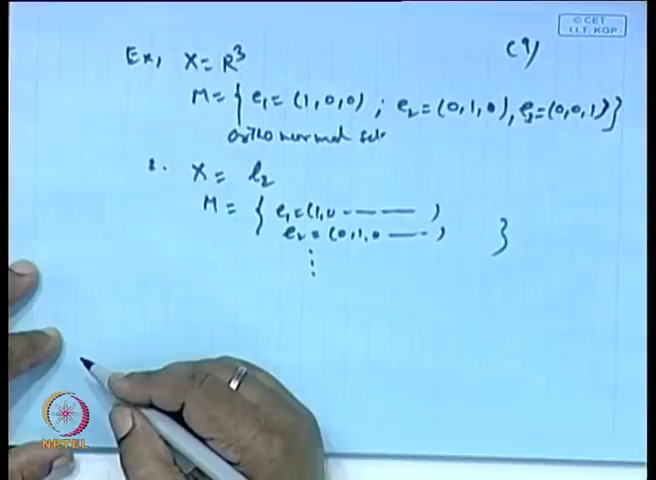 © CET
I.I.T. KGP
(9)
Ex, X = R³
M = { e₁ = (1, 0, 0) ; e₂ = (0, 1, 0), e₃ = (0, 0, 1) }
orthonormal set
2. X = l₂
M = { e₁ = (1, 0 ——— )
e₂ = (0, 1, 0 —— ) }
⋮
NPTEL